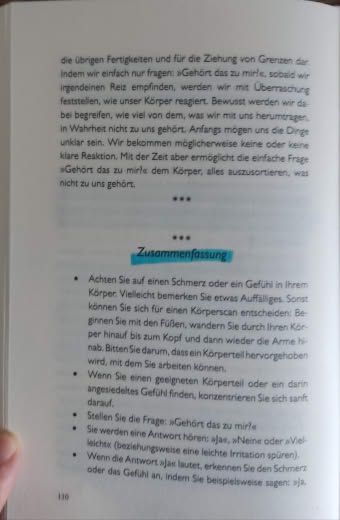 die übrigen Fertigkeiten und für die Ziehung von Grenzen dar.
Indem wir einfach nur fragen: »Gehört das zu mir?«, sobald wir
irgendeinen Reiz empfinden, werden wir mit Überraschung
feststellen, wie unser Körper reagiert. Bewusst werden wir da-
bei begreifen, wie viel von dem, was wir mit uns herumtragen,
in Wahrheit nicht zu uns gehört. Anfangs mögen uns die Dinge
unklar sein. Wir bekommen möglicherweise keine oder keine
klare Reaktion. Mit der Zeit aber ermöglicht die einfache Frage
»Gehört das zu mir?« dem Körper, alles auszusortieren, was
nicht zu uns gehört.
***
***
Zusammenfassung
• Achten Sie auf einen Schmerz oder ein Gefühl in Ihrem
Körper. Vielleicht bemerken Sie etwas Auffälliges. Sonst
können Sie sich für einen Körperscan entscheiden: Be-
ginnen Sie mit den Füßen, wandern Sie durch Ihren Kör-
per hinauf bis zum Kopf und dann wieder die Arme hi-
nab. Bitten Sie darum, dass ein Körperteil hervorgehoben
wird, mit dem Sie arbeiten können.
• Wenn Sie einen geeigneten Körperteil oder ein darin
angesiedeltes Gefühl finden, konzentrieren Sie sich sanft
darauf.
• Stellen Sie die Frage: »Gehört das zu mir?«
• Sie werden eine Antwort hören: »Ja«, »Nein« oder »Viel-
leicht« (beziehungsweise eine leichte Irritation spüren).
• Wenn die Antwort »Ja« lautet, erkennen Sie den Schmerz
oder das Gefühl an, indem Sie beispielsweise sagen: »Ja,
110